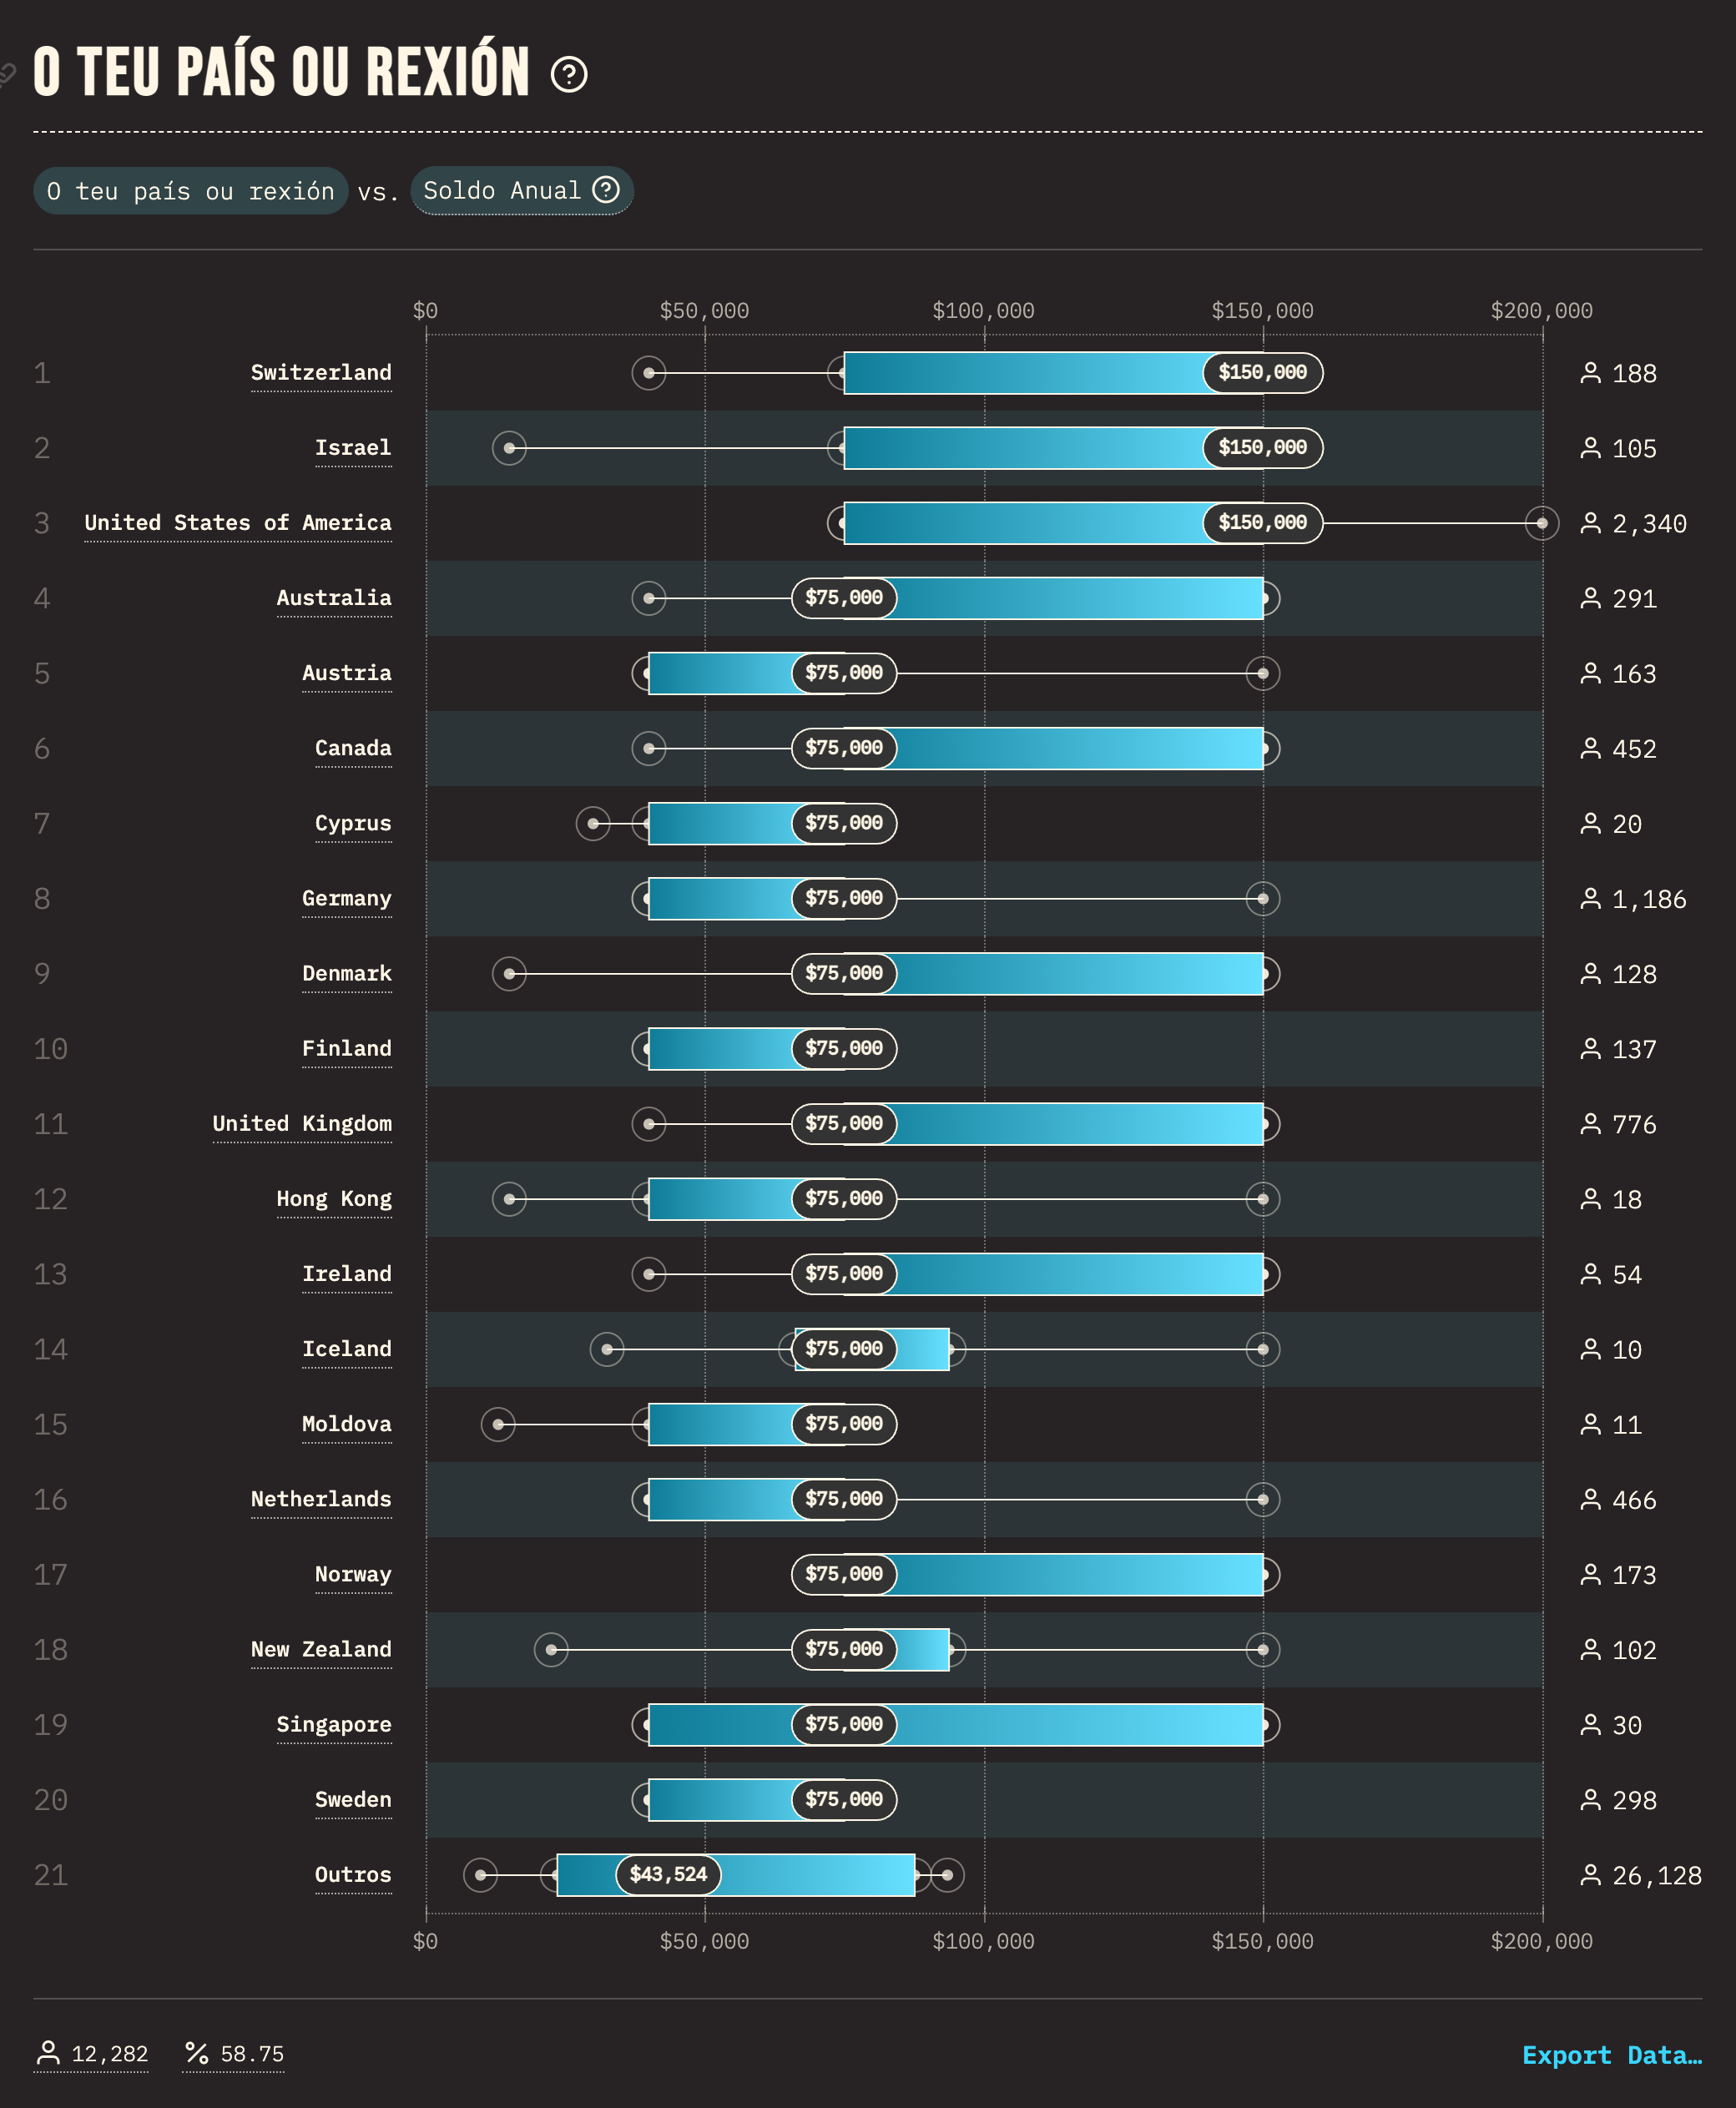 O TEU PAÍS OU REXIÓN
O teu país ou rexión vs. Soldo Anual
$0 $50,000 $100,000 $150,000 $200,000
1 Switzerland $150,000 188
2 Israel $150,000 105
3 United States of America $150,000 2,340
4 Australia $75,000 291
5 Austria $75,000 163
6 Canada $75,000 452
7 Cyprus $75,000 20
8 Germany $75,000 1,186
9 Denmark $75,000 128
10 Finland $75,000 137
11 United Kingdom $75,000 776
12 Hong Kong $75,000 18
13 Ireland $75,000 54
14 Iceland $75,000 10
15 Moldova $75,000 11
16 Netherlands $75,000 466
17 Norway $75,000 173
18 New Zealand $75,000 102
19 Singapore $75,000 30
20 Sweden $75,000 298
21 Outros $43,524 26,128
$0 $50,000 $100,000 $150,000 $200,000
12,282 % 58.75 Export Data…